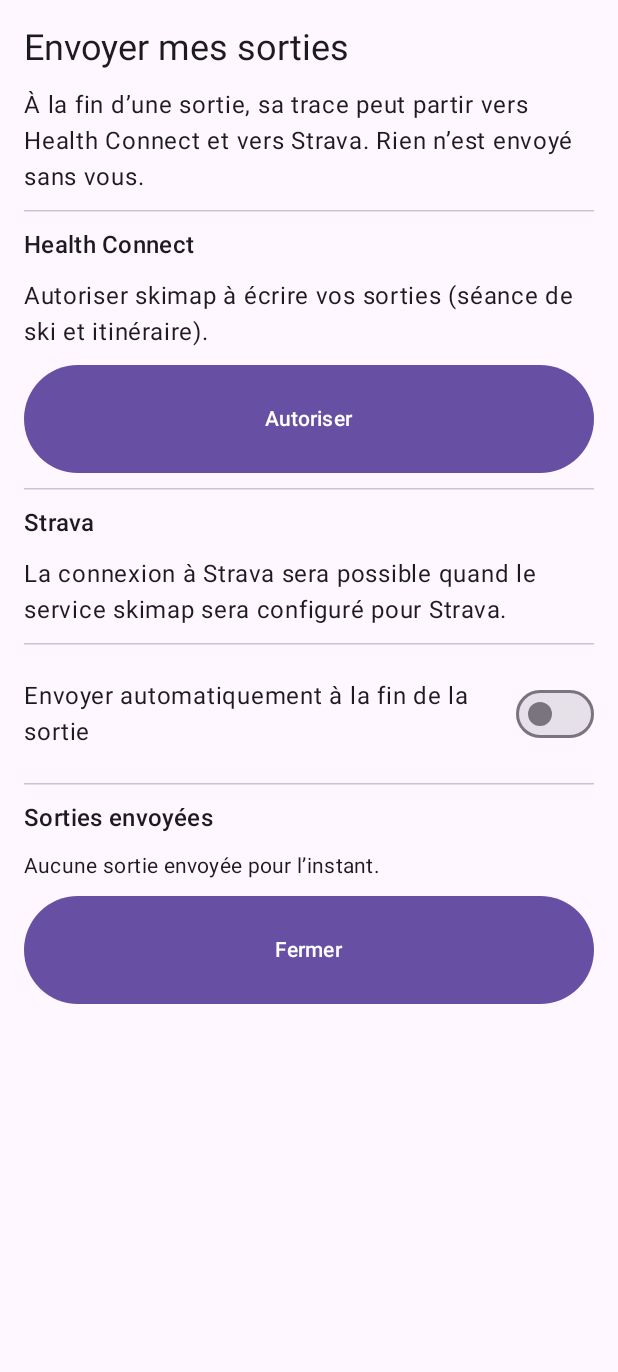 Envoyer mes sorties
À la fin d’une sortie, sa trace peut partir vers
Health Connect et vers Strava. Rien n’est envoyé
sans vous.
Health Connect
Autoriser skimap à écrire vos sorties (séance de
ski et itinéraire).
Autoriser
Strava
La connexion à Strava sera possible quand le
service skimap sera configuré pour Strava.
Envoyer automatiquement à la fin de la
sortie
Sorties envoyées
Aucune sortie envoyée pour l’instant.
Fermer